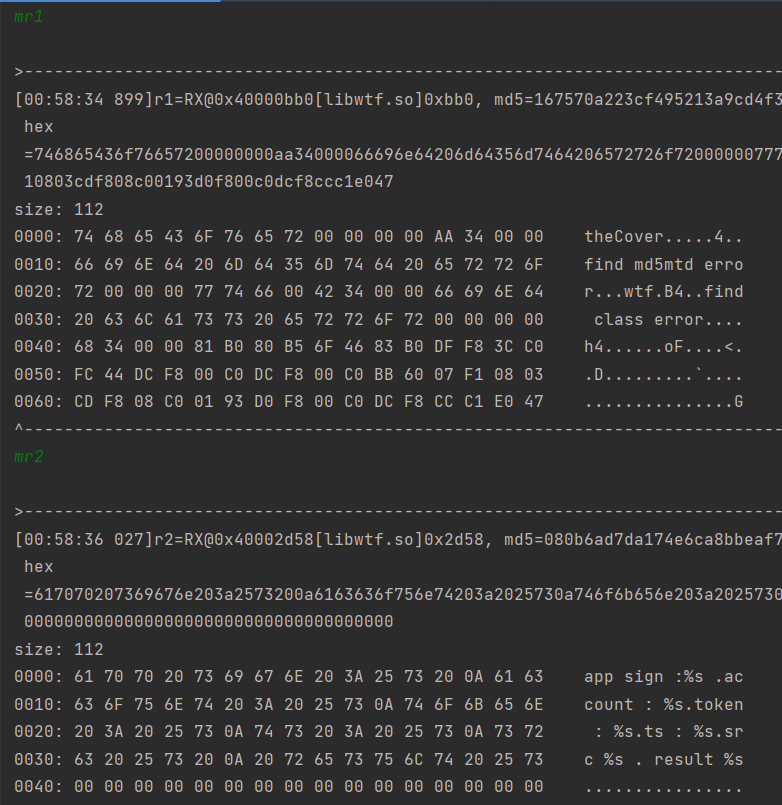 mr1
>-----------------------------------------------------------------------------
[00:58:34 899]r1=RX@0x40000bb0[libwtf.so]0xbb0, md5=167570a223cf495213a9cd4f3
hex
=746865436f76657200000000aa34000066696e64206d64356d7464206572726f72000000777
10803cdf808c00193d0f800c0dcf8ccc1e047
size: 112
0000: 74 68 65 43 6F 76 65 72 00 00 00 00 AA 34 00 00    theCover.....4..
0010: 66 69 6E 64 20 6D 64 35 6D 74 64 20 65 72 72 6F    find md5mtd erro
0020: 72 00 00 00 77 74 66 00 42 34 00 00 66 69 6E 64    r...wtf.B4..find
0030: 20 63 6C 61 73 73 20 65 72 72 6F 72 00 00 00 00     class error....
0040: 68 34 00 00 81 B0 80 B5 6F 46 83 B0 DF F8 3C C0    h4......oF....<.
0050: FC 44 DC F8 00 C0 DC F8 00 C0 BB 60 07 F1 08 03    .D.........`....
0060: CD F8 08 C0 01 93 D0 F8 00 C0 DC F8 CC C1 E0 47    ...............G
^-----------------------------------------------------------------------------
mr2
>-----------------------------------------------------------------------------
[00:58:36 027]r2=RX@0x40002d58[libwtf.so]0x2d58, md5=080b6ad7da174e6ca8bbeaf7
hex
=617070207369676e203a2573200a6163636f756e74203a2025730a746f6b656e203a2025730
00000000000000000000000000000000000000
size: 112
0000: 61 70 70 20 73 69 67 6E 20 3A 25 73 20 0A 61 63    app sign :%s .ac
0010: 63 6F 75 6E 74 20 3A 20 25 73 0A 74 6F 6B 65 6E    count : %s.token
0020: 20 3A 20 25 73 0A 74 73 20 3A 20 25 73 0A 73 72     : %s.ts : %s.sr
0030: 63 20 25 73 20 0A 20 72 65 73 75 6C 74 20 25 73    c %s . result %s
0040: 00 00 00 00 00 00 00 00 00 00 00 00 00 00 00 00    ................